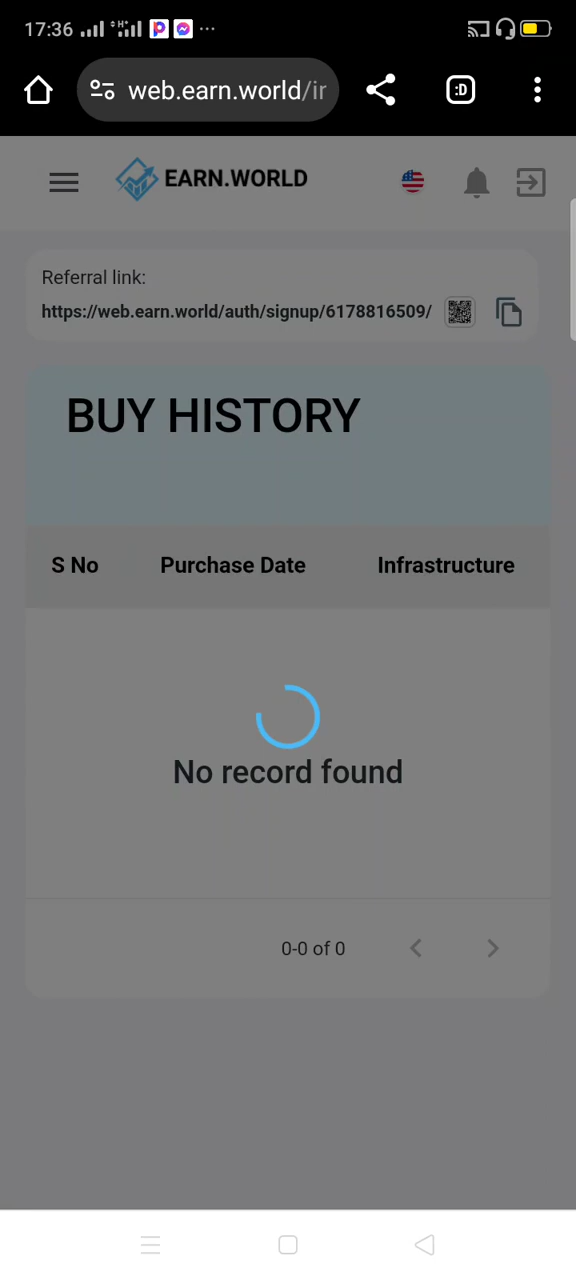 17:36
web.earn.world/ir
:D
EARN.WORLD
Referral link:
https://web.earn.world/auth/signup/6178816509/
BUY HISTORY
S No Purchase Date Infrastructure
No record found
0-0 of 0